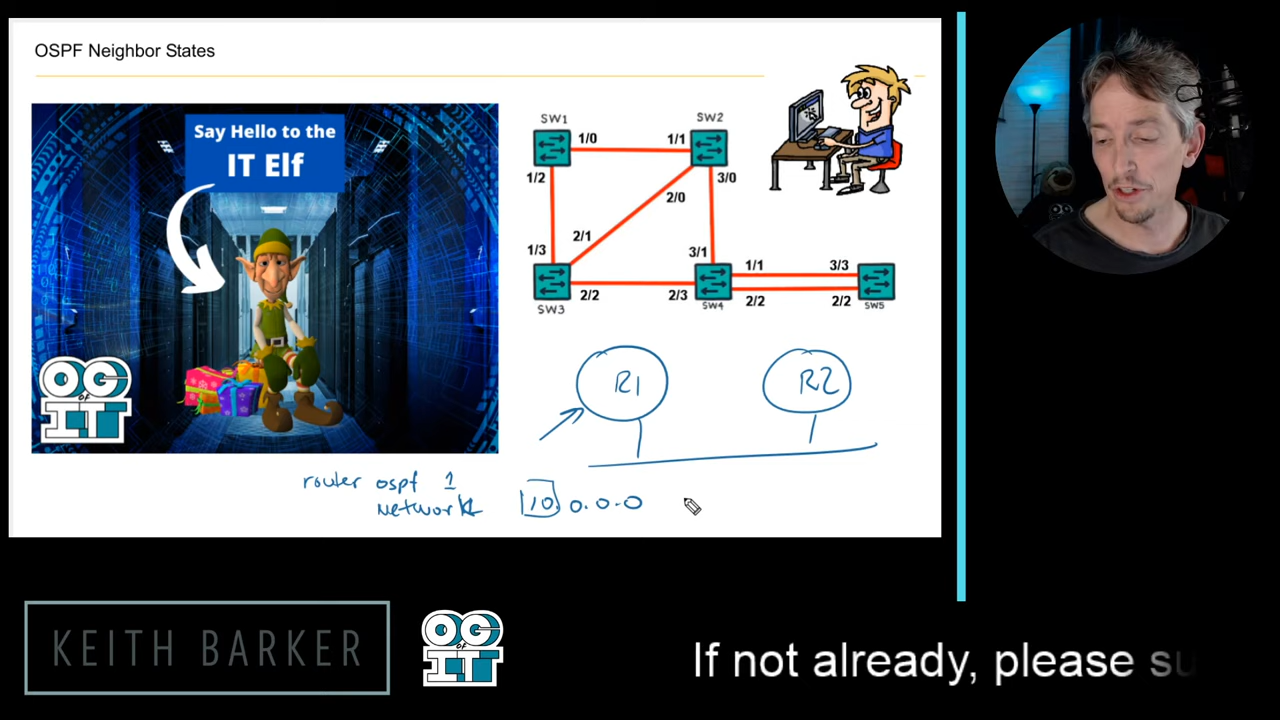 OSPF Neighbor States
Say Hello to the
IT Elf
OG
OF
IT
SW1
1/0
1/1
SW2
1/2
3/0
2/0
2/1
1/3
3/1
1/1
3/3
2/2
2/3
2/2
2/2
SW3
SW4
SW5
R1
R2
router ospf 1
network 10.0.0.0
KEITH BARKER
OG
OF
IT
If not already, please su